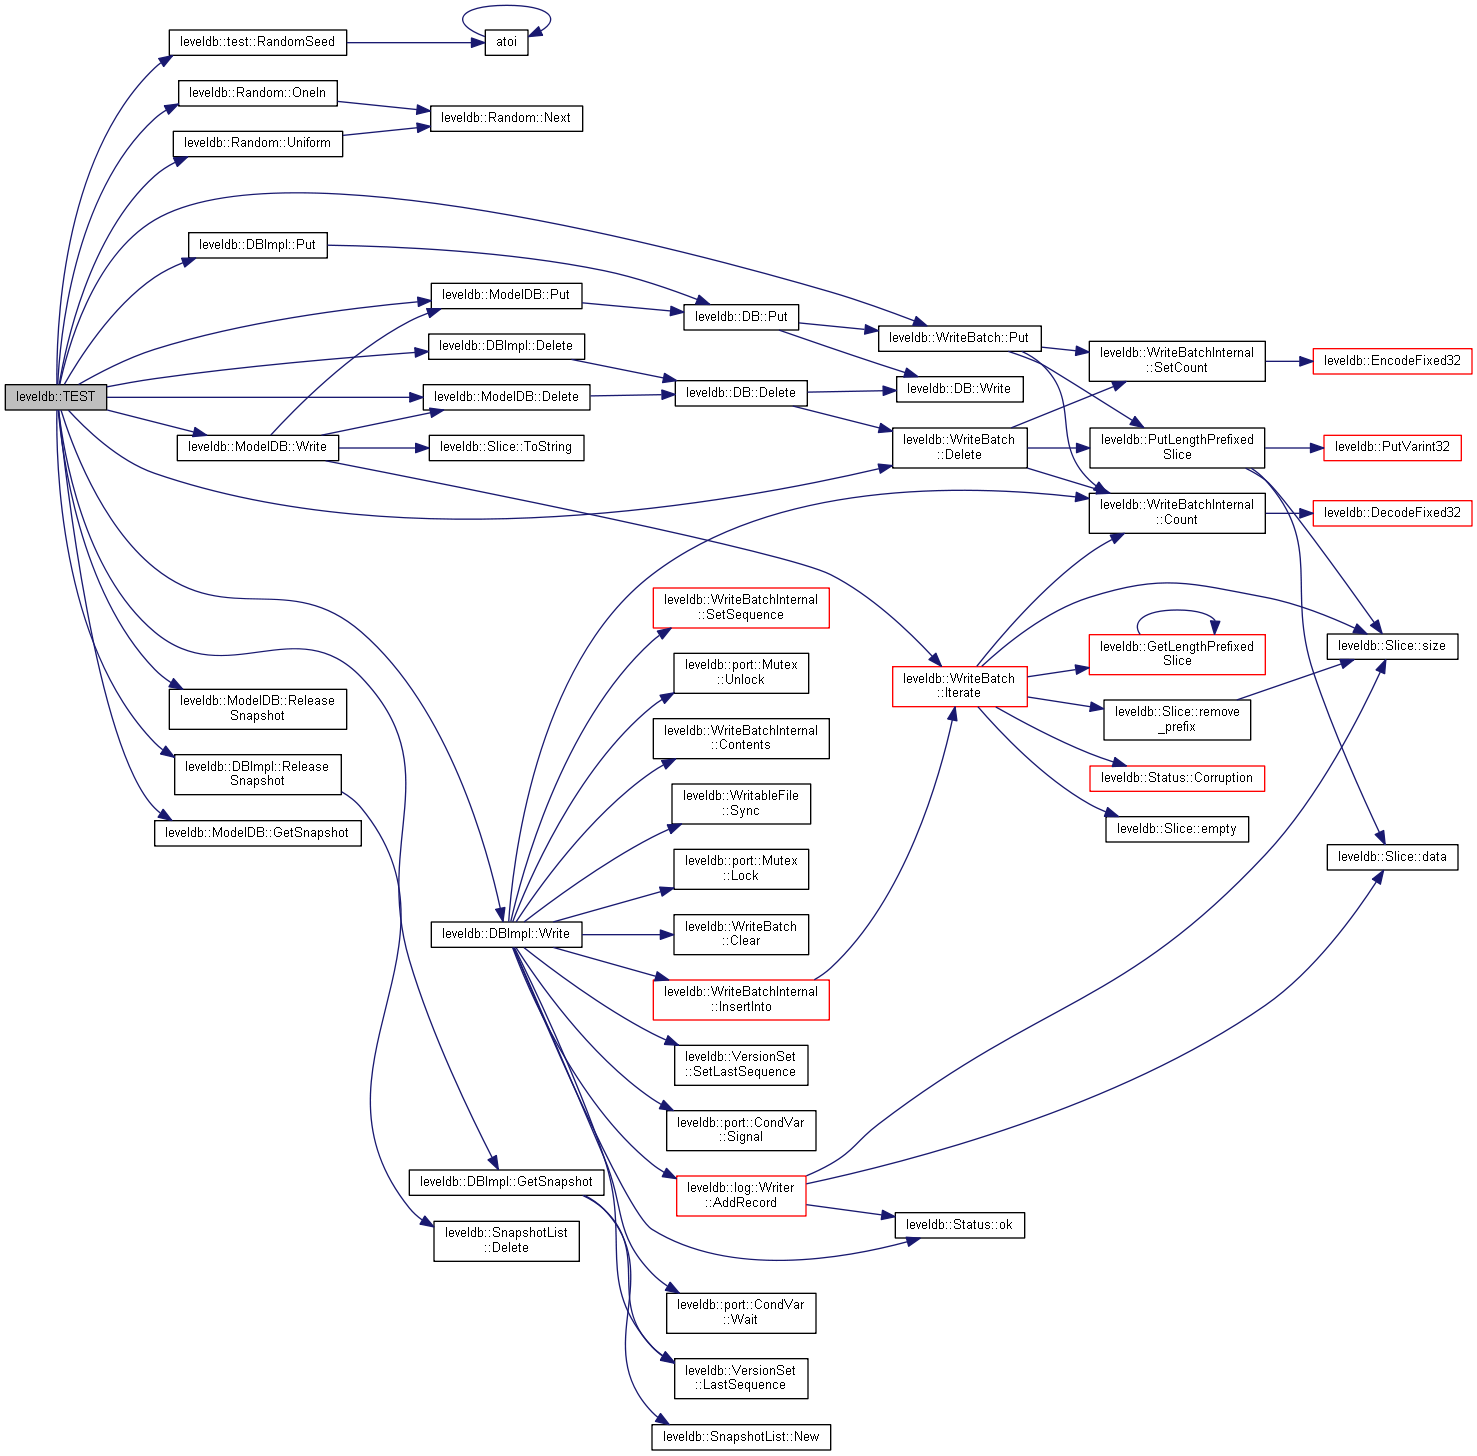 leveldb::test::RandomSeed
atoi
leveldb::Random::OneIn
leveldb::Random::Next
leveldb::Random::Uniform
leveldb::DBImpl::Put
leveldb::ModelDB::Put
leveldb::DB::Put
leveldb::WriteBatch::Put
leveldb::DBImpl::Delete
leveldb::WriteBatchInternal
::SetCount
leveldb::EncodeFixed32
leveldb::TEST
leveldb::ModelDB::Delete
leveldb::DB::Delete
leveldb::DB::Write
leveldb::ModelDB::Write
leveldb::Slice::ToString
leveldb::WriteBatch
::Delete
leveldb::PutLengthPrefixed
Slice
leveldb::PutVarint32
leveldb::WriteBatchInternal
::Count
leveldb::DecodeFixed32
leveldb::WriteBatchInternal
::SetSequence
leveldb::port::Mutex
::Unlock
leveldb::GetLengthPrefixed
Slice
leveldb::Slice::size
leveldb::WriteBatch
::Iterate
leveldb::ModelDB::Release
Snapshot
leveldb::Slice::remove
_prefix
leveldb::WriteBatchInternal
::Contents
leveldb::DBImpl::Release
Snapshot
leveldb::Status::Corruption
leveldb::WritableFile
::Sync
leveldb::ModelDB::GetSnapshot
leveldb::Slice::empty
leveldb::port::Mutex
::Lock
leveldb::Slice::data
leveldb::DBImpl::Write
leveldb::WriteBatch
::Clear
leveldb::WriteBatchInternal
::InsertInto
leveldb::VersionSet
::SetLastSequence
leveldb::port::CondVar
::Signal
leveldb::DBImpl::GetSnapshot
leveldb::log::Writer
::AddRecord
leveldb::Status::ok
leveldb::SnapshotList
::Delete
leveldb::port::CondVar
::Wait
leveldb::VersionSet
::LastSequence
leveldb::SnapshotList::New